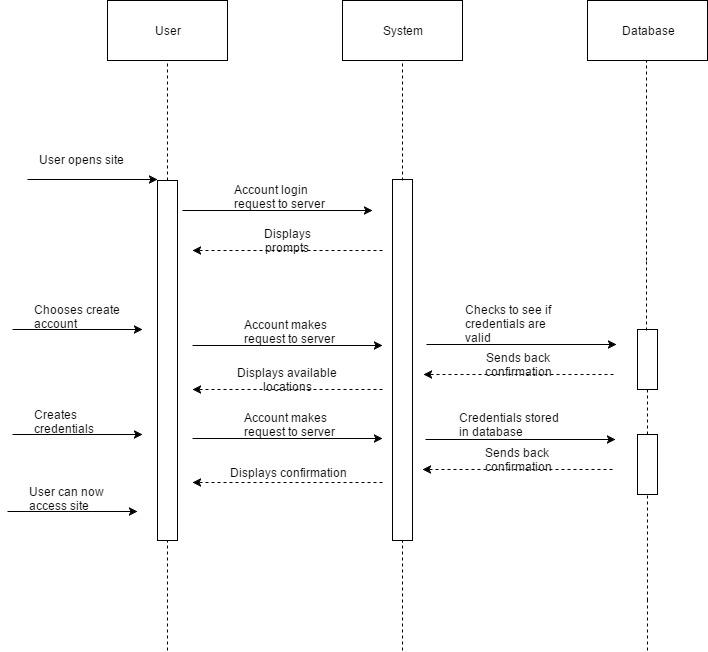 User
System
Database
User opens site
Account login
request to server
Displays
prompts
Chooses create
account
Account makes
request to server
Checks to see if
credentials are
valid
Sends back
confirmation
Displays available
locations
Creates
credentials
Account makes
request to server
Credentials stored
in database
Sends back
confirmation
Displays confirmation
User can now
access site